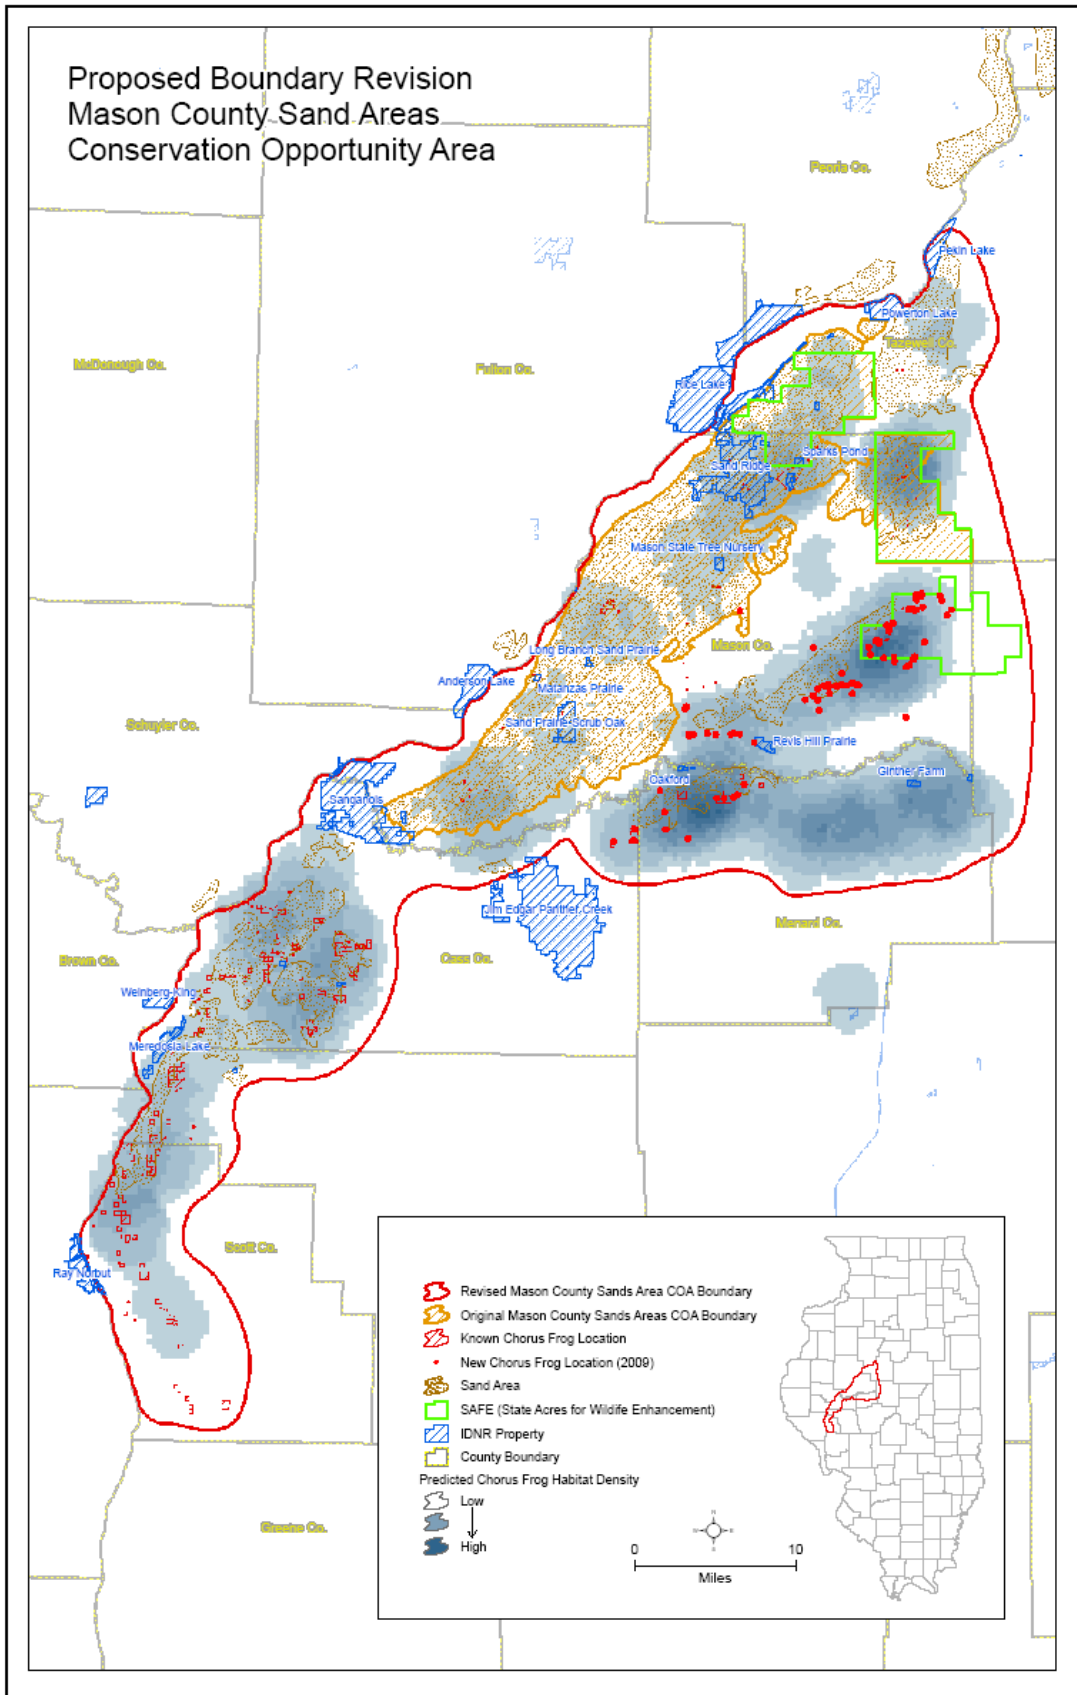 Proposed Boundary Revision
Mason County Sand Areas
Conservation Opportunity Area
Peoria Co.
Pekin Lake
Powerton Lake
Tazewell Co.
McDonough Co.
Fulton Co.
Rice Lake
Sparks Pond
Sand Ridge
Mason State Tree Nursery
Long Branch Sand Prairie
Mason Co.
Anderson Lake
Matanzas Prairie
Schuyler Co.
Sand Prairie Scrub Oak
Revis Hill Prairie
Oakford
Ginther Farm
Sanganois
Jim Edgar Panther Creek
Menard Co.
Brown Co.
Cass Co.
Weinberg-King
Meredosia Lake
Scott Co.
Ray Norbut
Greene Co.
Revised Mason County Sands Area COA Boundary
Original Mason County Sands Areas COA Boundary
Known Chorus Frog Location
New Chorus Frog Location (2009)
Sand Area
SAFE (State Acres for Wildlife Enhancement)
IDNR Property
County Boundary
Predicted Chorus Frog Habitat Density
Low
High
N
W
E
S
0
10
Miles